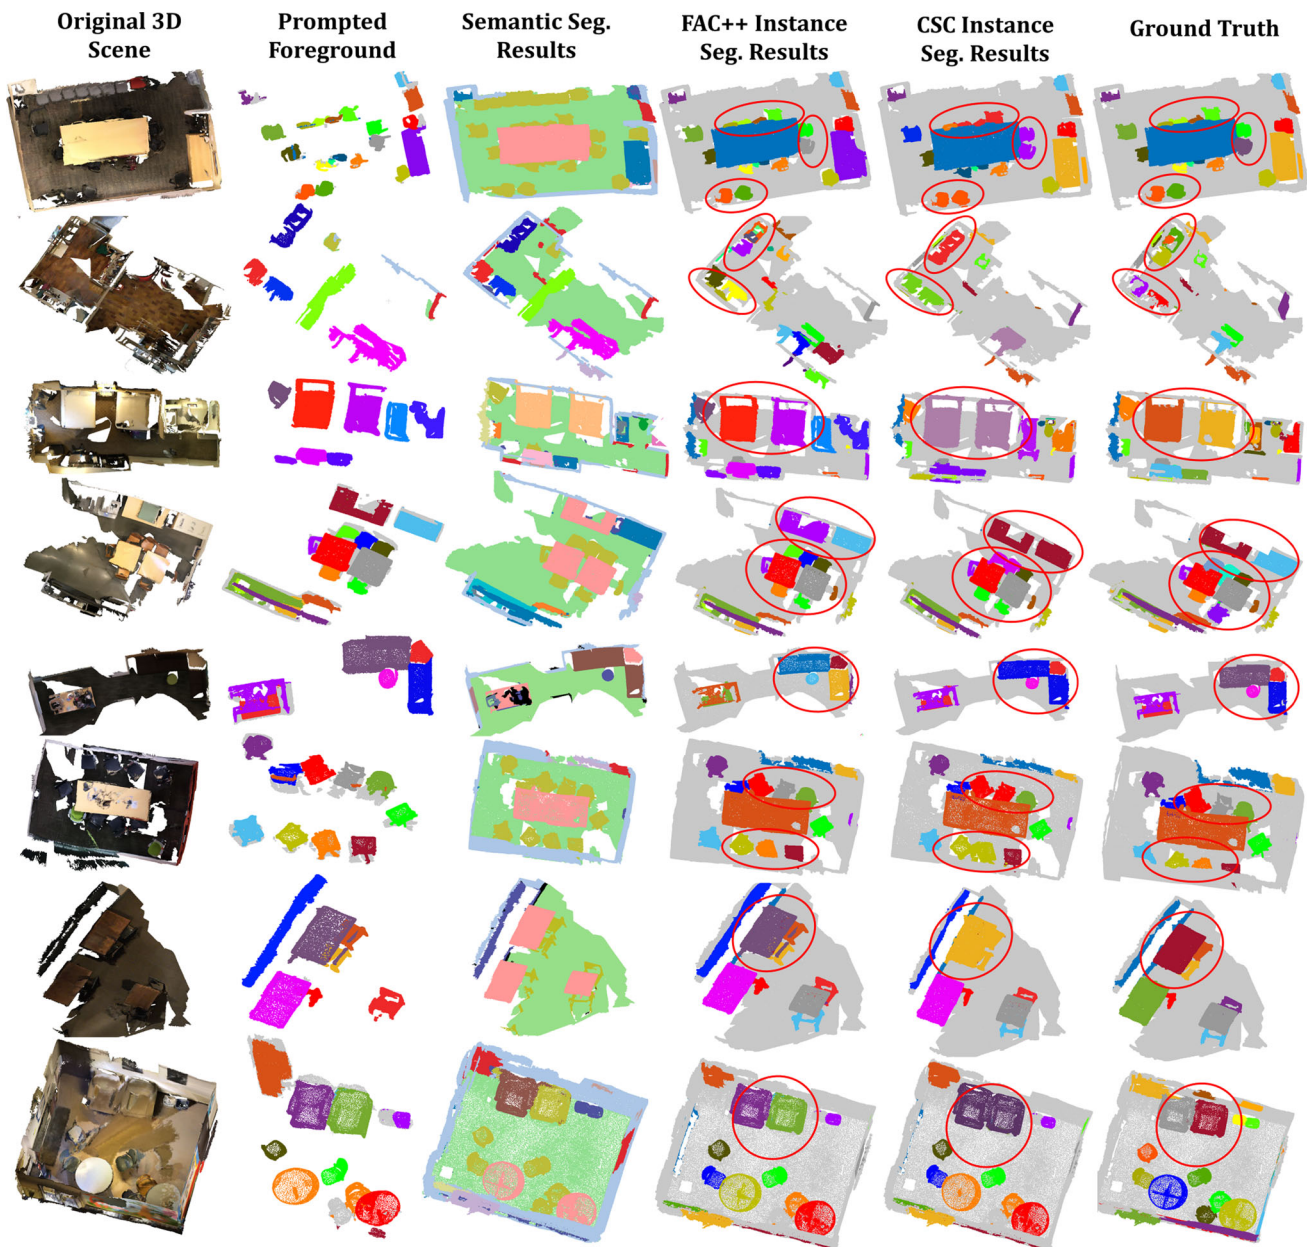 Original 3D
Scene
Prompted
Foreground
Semantic Seg.
Results
FAC++ Instance
Seg. Results
CSC Instance
Seg. Results
Ground Truth